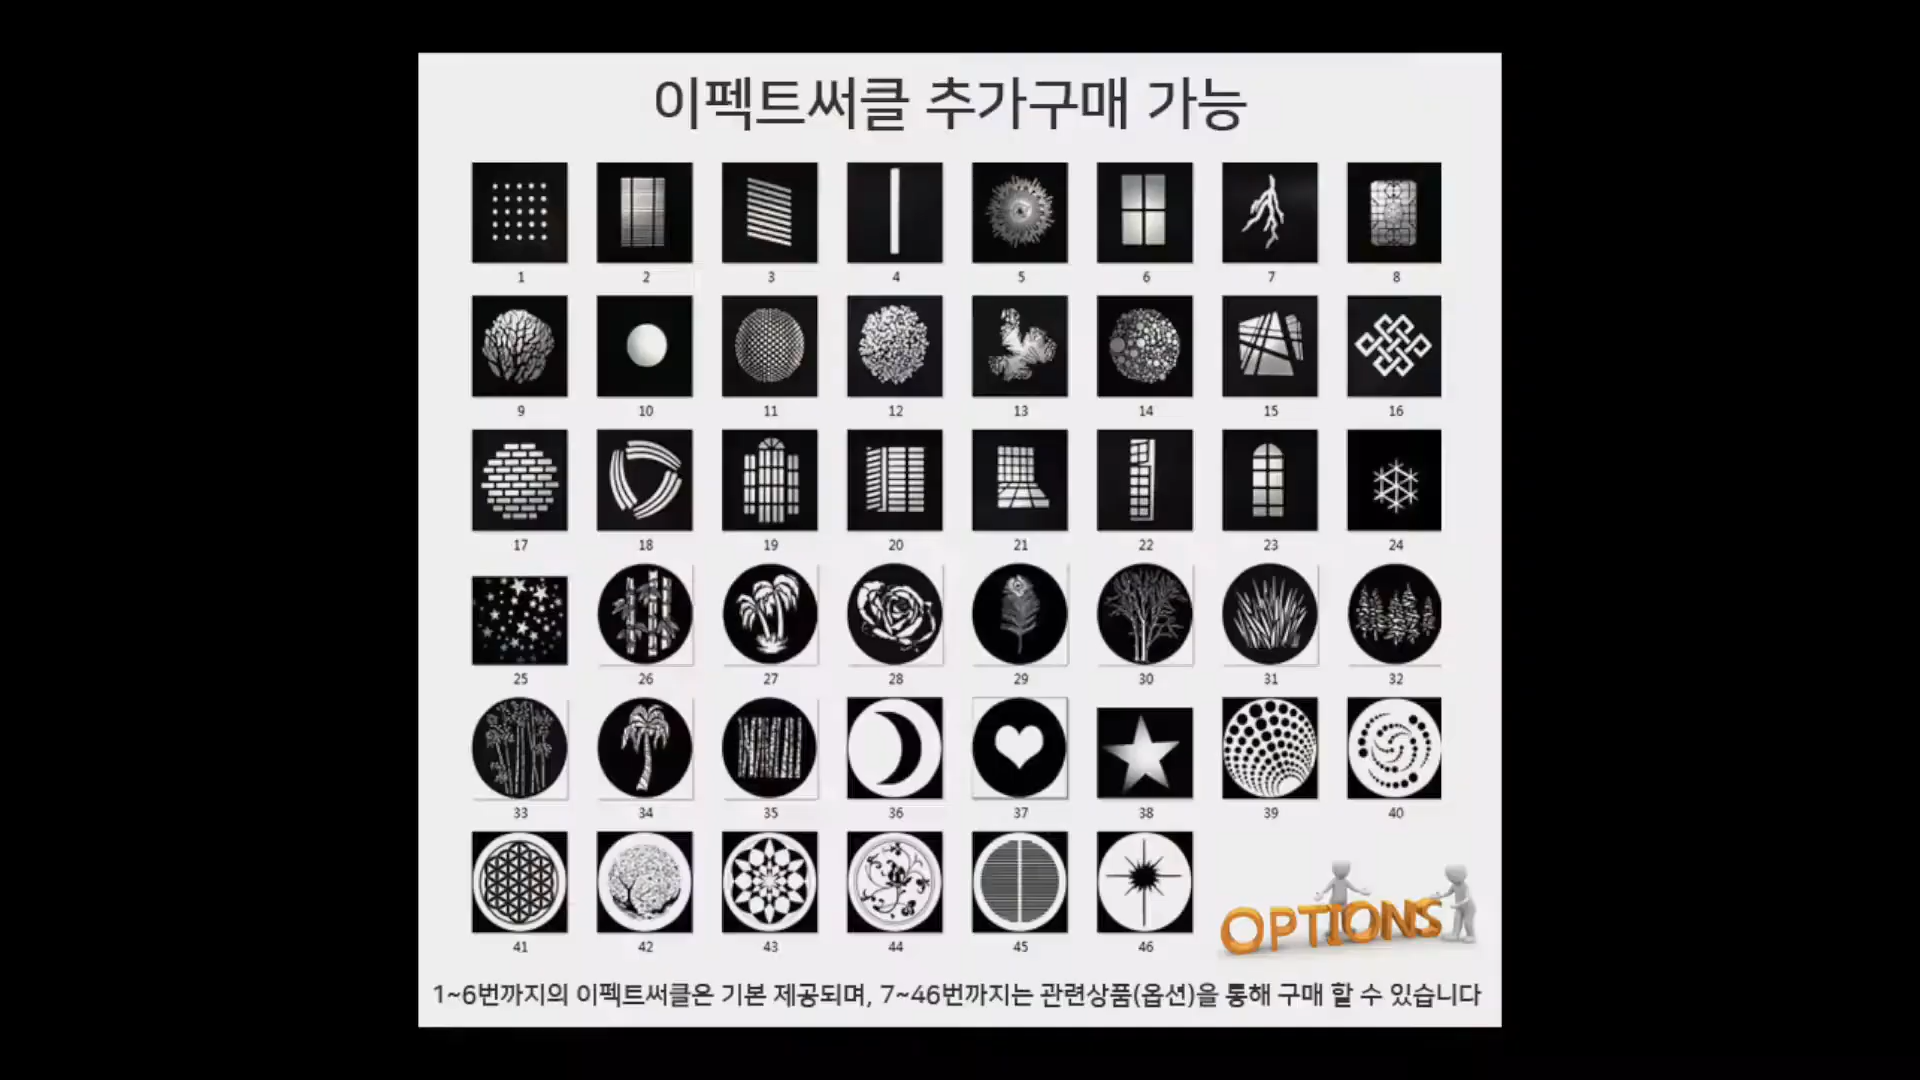 이펙트써클 추가구매 가능
1 2 3 4 5 6 7 8
9 10 11 12 13 14 15 16
17 18 19 20 21 22 23 24
25 26 27 28 29 30 31 32
33 34 35 36 37 38 39 40
41 42 43 44 45 46
OPTIONS
1~6번까지의 이펙트써클은 기본 제공되며, 7~46번까지는 관련상품(옵션)을 통해 구매 할 수 있습니다